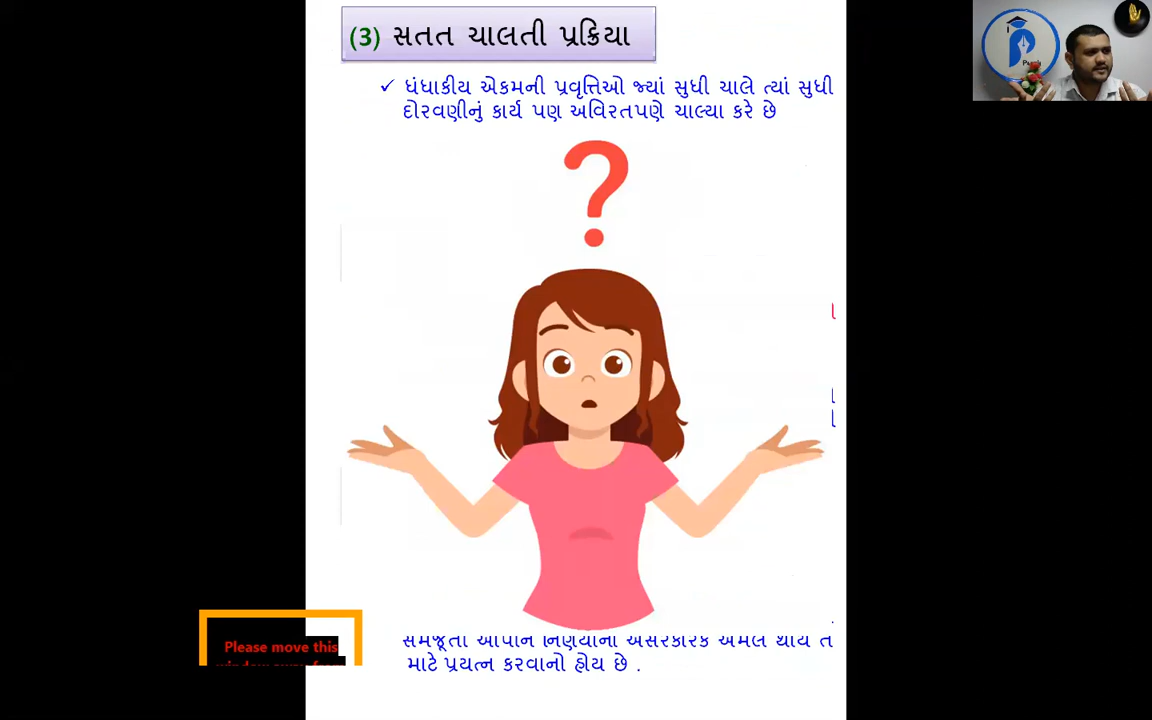 (3) સતત ચાલતી પ્રક્રિયા
✓ ધંધાકીય એકમની પ્રવૃત્તિઓ જ્યાં સુધી ચાલે ત્યાં સુધી
દોરવણીનું કાર્ય પણ અવિરતપણે ચાલ્યા કરે છે
સમજૂતી આપીને નિર્ણયોનો અસરકારક અમલ થાય તે
માટે પ્રયત્ન કરવાનો હોય છે .
Please move this